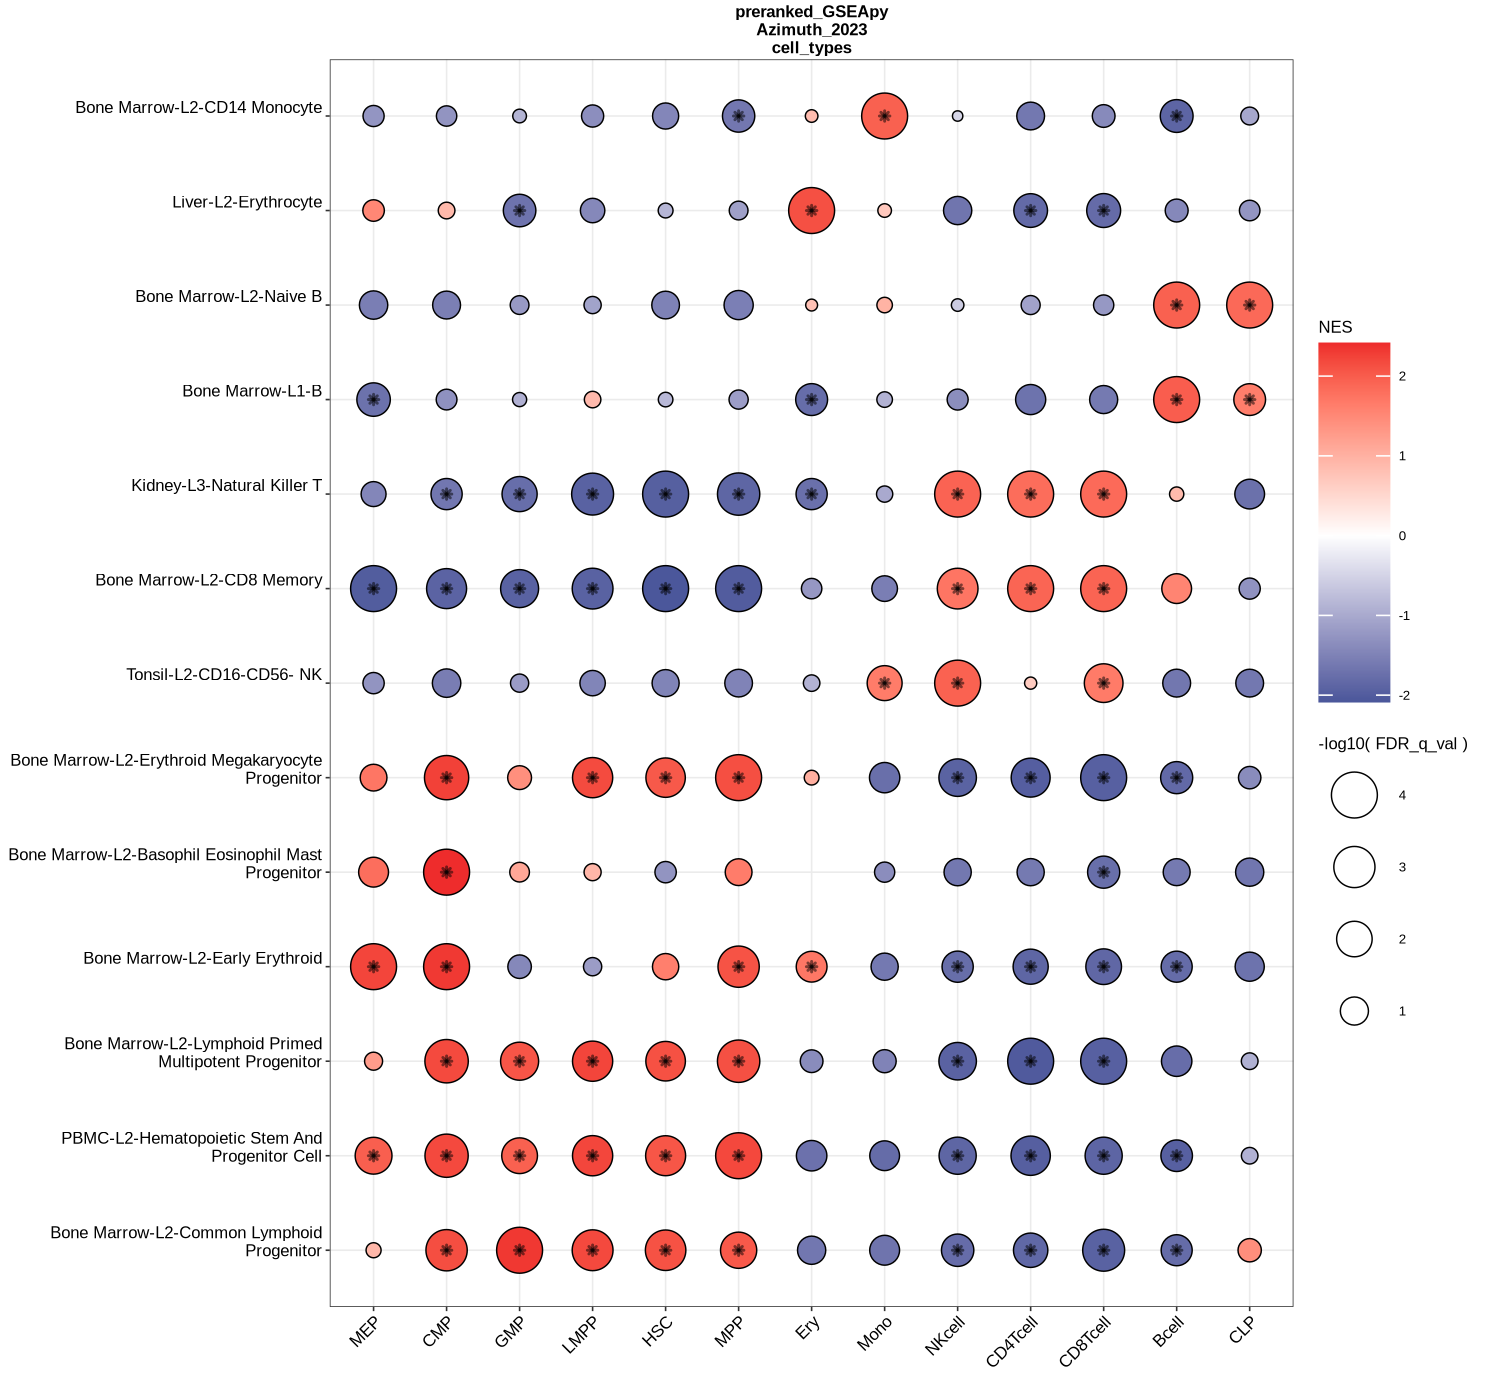 preranked_GSEApy
Azimuth_2023
cell_types
Bone Marrow-L2-CD14 Monocyte
Liver-L2-Erythrocyte
Bone Marrow-L2-Naive B
Bone Marrow-L1-B
Kidney-L3-Natural Killer T
Bone Marrow-L2-CD8 Memory
Tonsil-L2-CD16-CD56- NK
Bone Marrow-L2-Erythroid Megakaryocyte
Progenitor
Bone Marrow-L2-Basophil Eosinophil Mast
Progenitor
Bone Marrow-L2-Early Erythroid
Bone Marrow-L2-Lymphoid Primed
Multipotent Progenitor
PBMC-L2-Hematopoietic Stem And
Progenitor Cell
Bone Marrow-L2-Common Lymphoid
Progenitor
MEP
CMP
GMP
LMPP
HSC
MPP
Ery
Mono
NKcell
CD4Tcell
CD8Tcell
Bcell
CLP
NES
2
1
0
-1
-2
-log10( FDR_q_val )
4
3
2
1